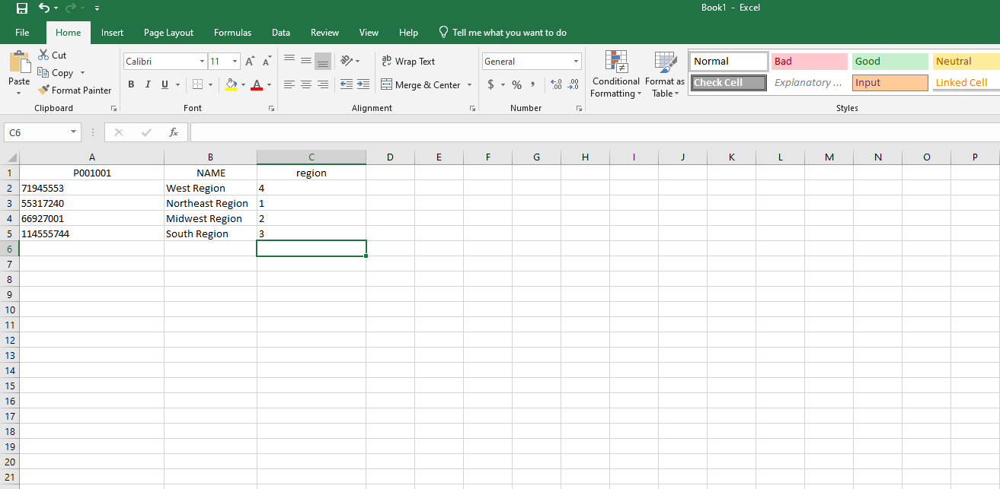 Book1 - Excel
File Home Insert Page Layout Formulas Data Review View Help Tell me what you want to do
Cut
Copy
Format Painter
Paste
Clipboard
Calibri 11 A A
B I U A
Font
ab Wrap Text
Merge & Center
Alignment
General
$ % ,
Number
Conditional Formatting
Format as Table
Normal Bad Good Neutral
Check Cell Explanatory ... Input Linked Cell
Styles
C6 fx
A B C D E F G H I J K L M N O P
1 P001001 NAME region
2 71945553 West Region 4
3 55317240 Northeast Region 1
4 66927001 Midwest Region 2
5 114555744 South Region 3
6
7
8
9
10
11
12
13
14
15
16
17
18
19
20
21